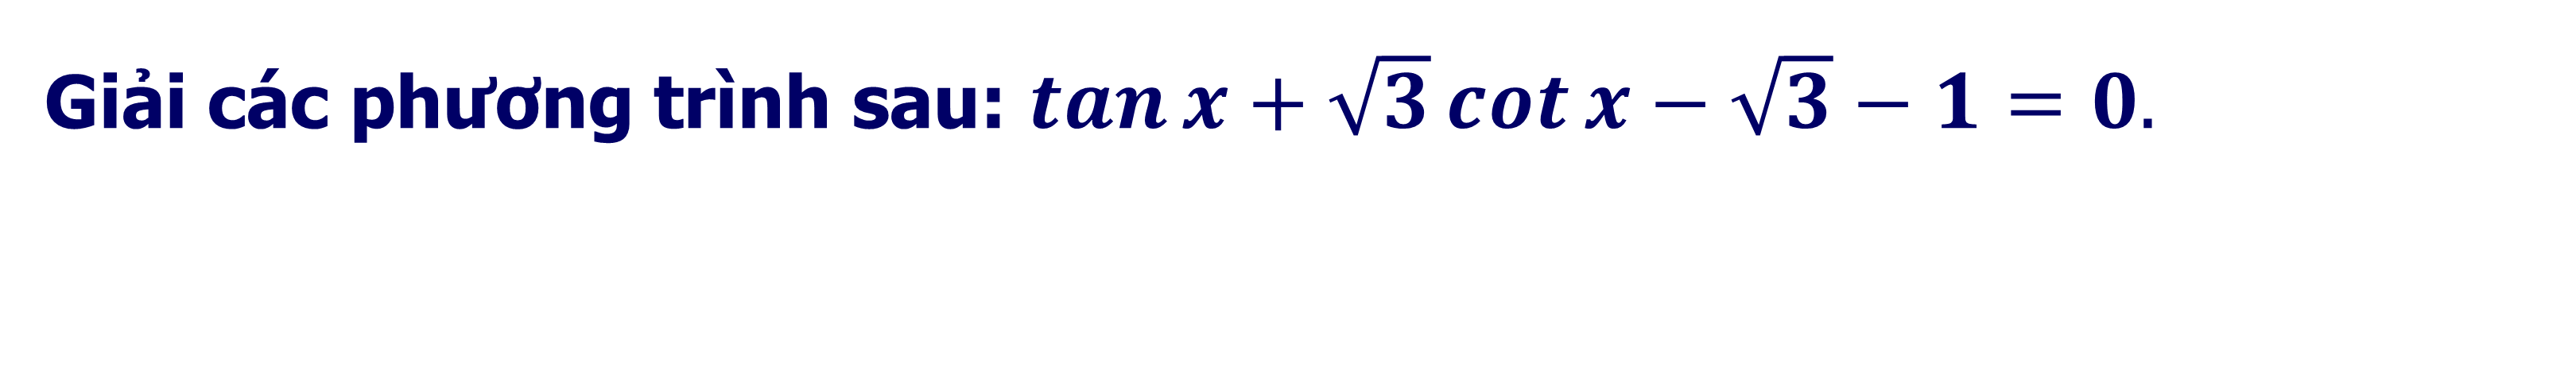 Giải các phương trình sau: tan x + √3 cot x − √3 − 1 = 0.